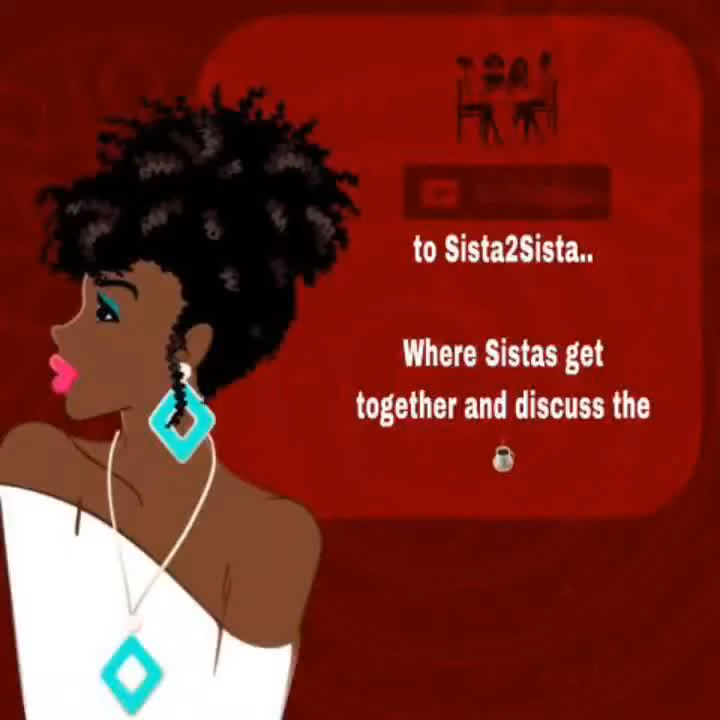 to Sista2Sista..
Where Sistas get
together and discuss the
☕